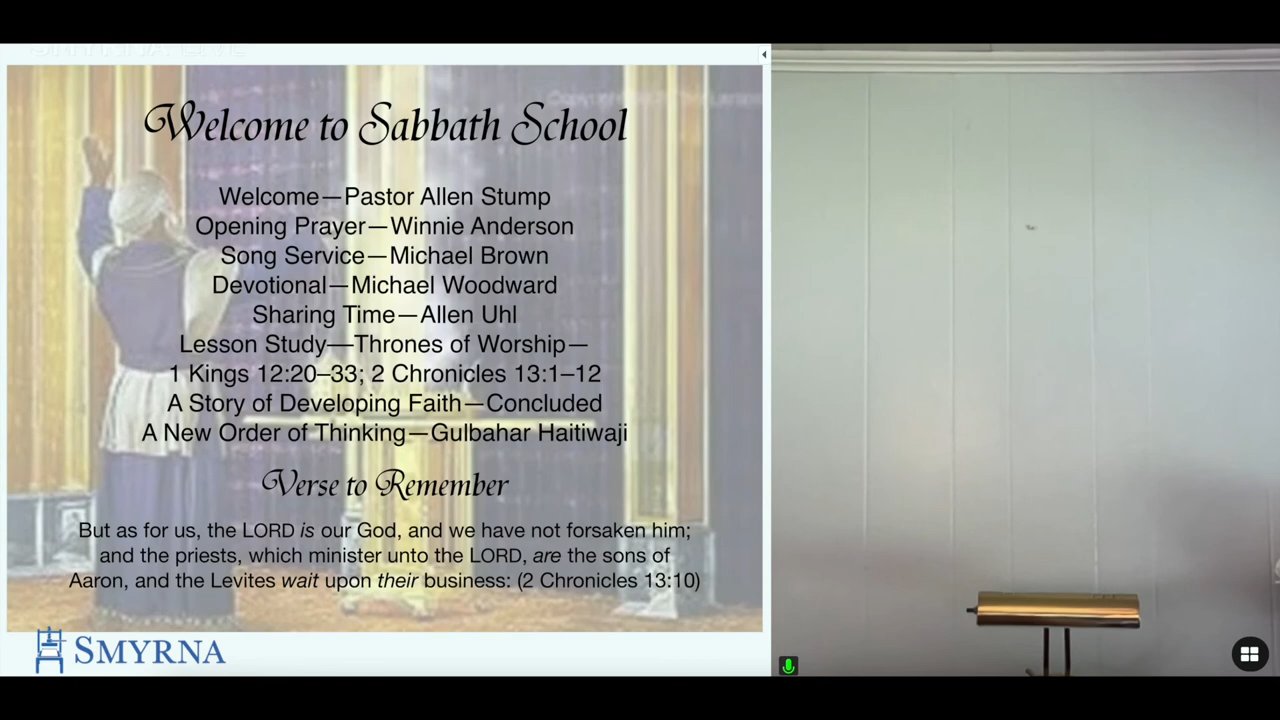 Welcome to Sabbath School
Welcome—Pastor Allen Stump
Opening Prayer—Winnie Anderson
Song Service—Michael Brown
Devotional—Michael Woodward
Sharing Time—Allen Uhl
Lesson Study—Thrones of Worship—
1 Kings 12:20–33; 2 Chronicles 13:1–12
A Story of Developing Faith—Concluded
A New Order of Thinking—Gulbahar Haitiwaji
Verse to Remember
But as for us, the LORD is our God, and we have not forsaken him;
and the priests, which minister unto the LORD, are the sons of
Aaron, and the Levites wait upon their business: (2 Chronicles 13:10)
SMYRNA